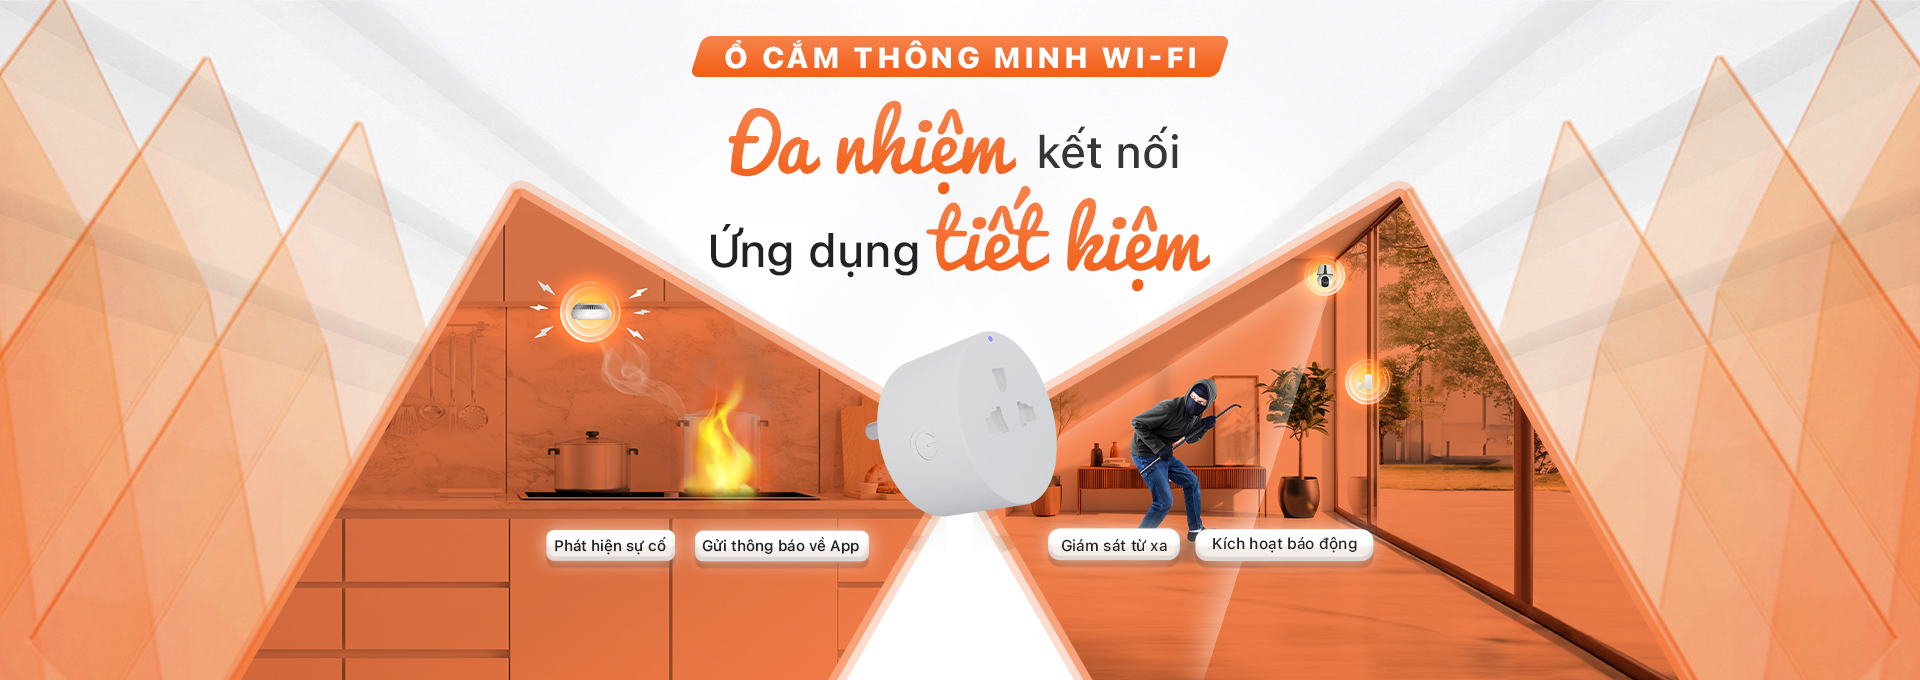 Ổ CẮM THÔNG MINH WI-FI
Đa nhiệm kết nối
Ứng dụng tiết kiệm
Phát hiện sự cố
Gửi thông báo về App
Giám sát từ xa
Kích hoạt báo động